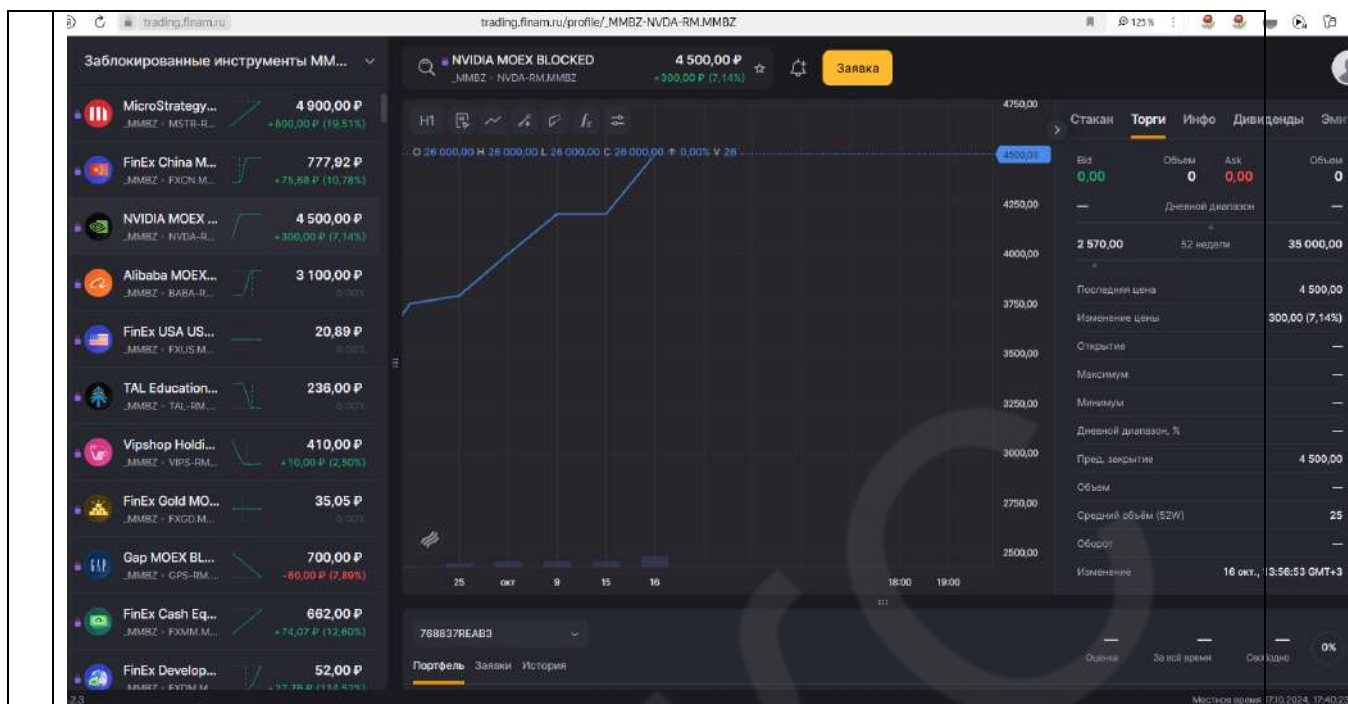 trading.finam.ru
trading.finam.ru/profile/_MMBZ-NVDA-RM.MMBZ
125 %
Заблокированные инструменты ММ...
MicroStrategy...
4 900,00 ₽
_MMBZ · MSTR-R...
+800,00 ₽ (19,51%)
FinEx China M...
777,92 ₽
_MMBZ · FXCN.M...
+75,68 ₽ (10,78%)
NVIDIA MOEX ...
4 500,00 ₽
_MMBZ · NVDA-R...
+300,00 ₽ (7,14%)
Alibaba MOEX...
3 100,00 ₽
_MMBZ · BABA-R...
0,00%
FinEx USA US...
20,89 ₽
_MMBZ · FXUS.M...
0,00%
TAL Education...
236,00 ₽
_MMBZ · TAL-RM....
0,00%
Vipshop Holdi...
410,00 ₽
_MMBZ · VIPS-RM...
+10,00 ₽ (2,50%)
FinEx Gold MO...
35,05 ₽
_MMBZ · FXGD.M...
0,00%
Gap MOEX BL...
700,00 ₽
_MMBZ · GPS-RM....
-60,00 ₽ (7,89%)
FinEx Cash Eq...
662,00 ₽
_MMBZ · FXMM.M...
+74,07 ₽ (12,60%)
FinEx Develop...
52,00 ₽
2.3
NVIDIA MOEX BLOCKED
4 500,00 ₽
_MMBZ · NVDA-RM.MMBZ
+300,00 ₽ (7,14%)
Заявка
H1
O 26 000,00 H 26 000,00 L 26 000,00 C 26 000,00 0,00% V 26
4750,00
4500,00
4250,00
4000,00
3750,00
3500,00
3250,00
3000,00
2750,00
2500,00
25 окт 9 15 16 18:00 19:00
768837REAB3
Портфель Заявки История
Стакан Торги Инфо Дивиденды
Bid Объем Ask Объем
0,00 0 0,00 0
— Дневной диапазон —
2 570,00 52 недели 35 000,00
Последняя цена 4 500,00
Изменение цены 300,00 (7,14%)
Открытие —
Максимум —
Минимум —
Дневной диапазон, % —
Пред. закрытие 4 500,00
Объем —
Средний объём (52W) 25
Оборот —
Изменение 16 окт., 13:56:53 GMT+3
— — — 0%
Оценка За всё время Свободно
Местное время: 17.10.2024, 17:40:23